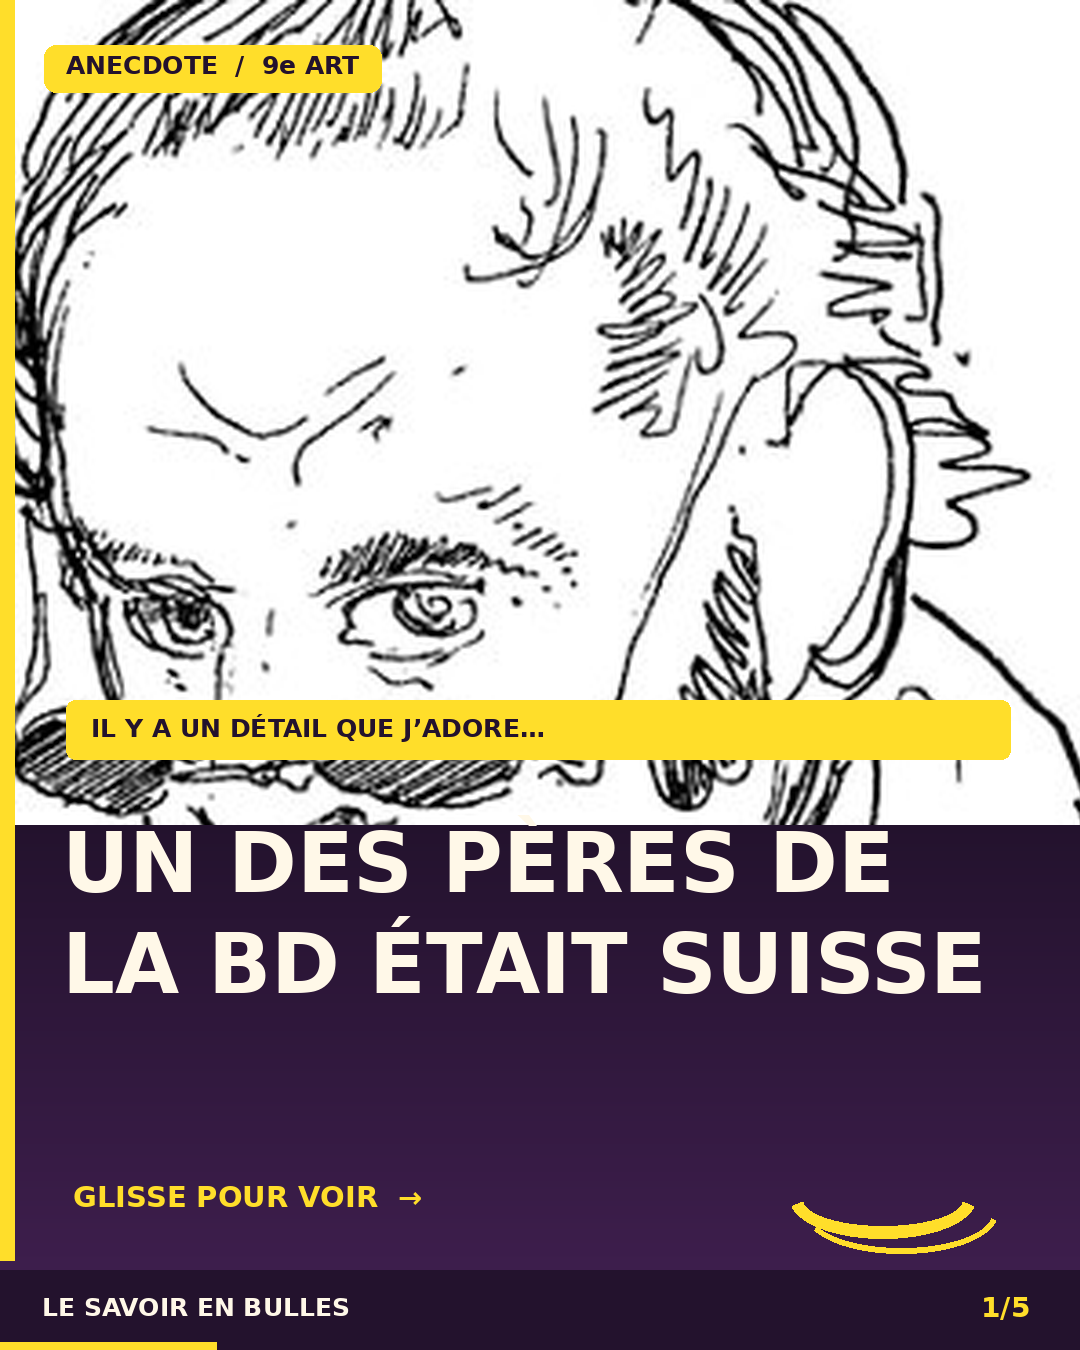 ANECDOTE / 9e ART
IL Y A UN DÉTAIL QUE J’ADORE…
UN DES PÈRES DE
LA BD ÉTAIT SUISSE
GLISSE POUR VOIR →
LE SAVOIR EN BULLES
1/5